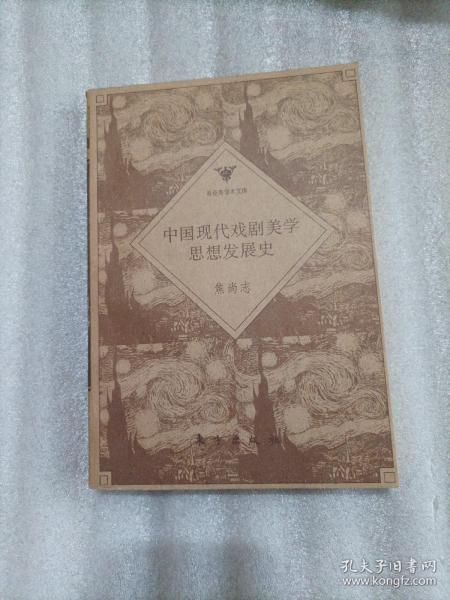 中国现代戏剧美学
思想发展史
焦尚志
东方出版社
孔夫子旧书网
www.kongfz.com